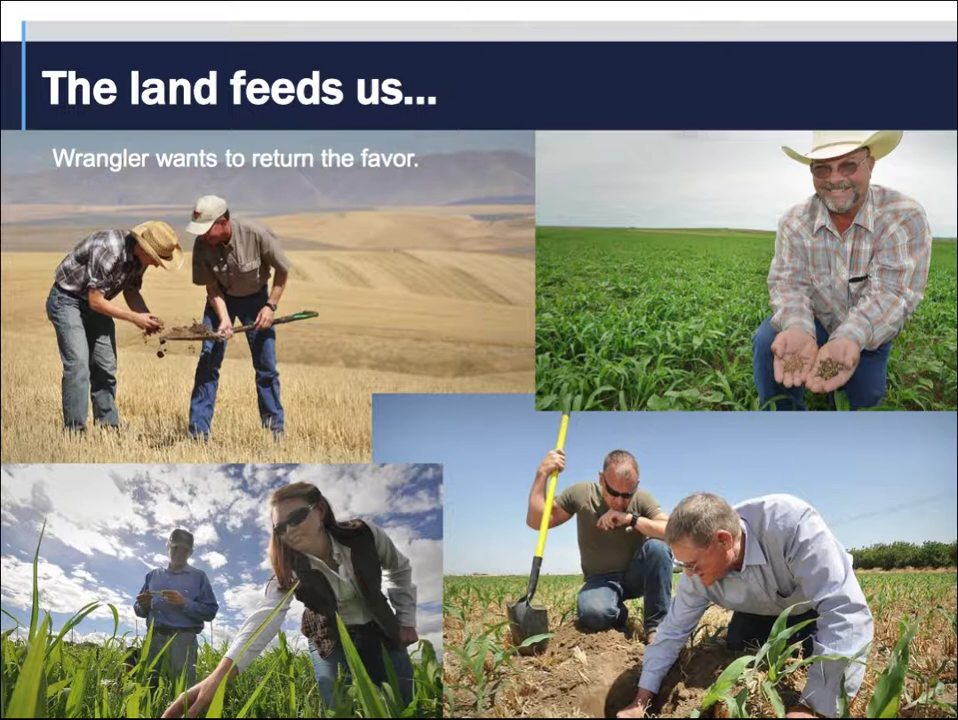 The land feeds us...
Wrangler wants to return the favor.